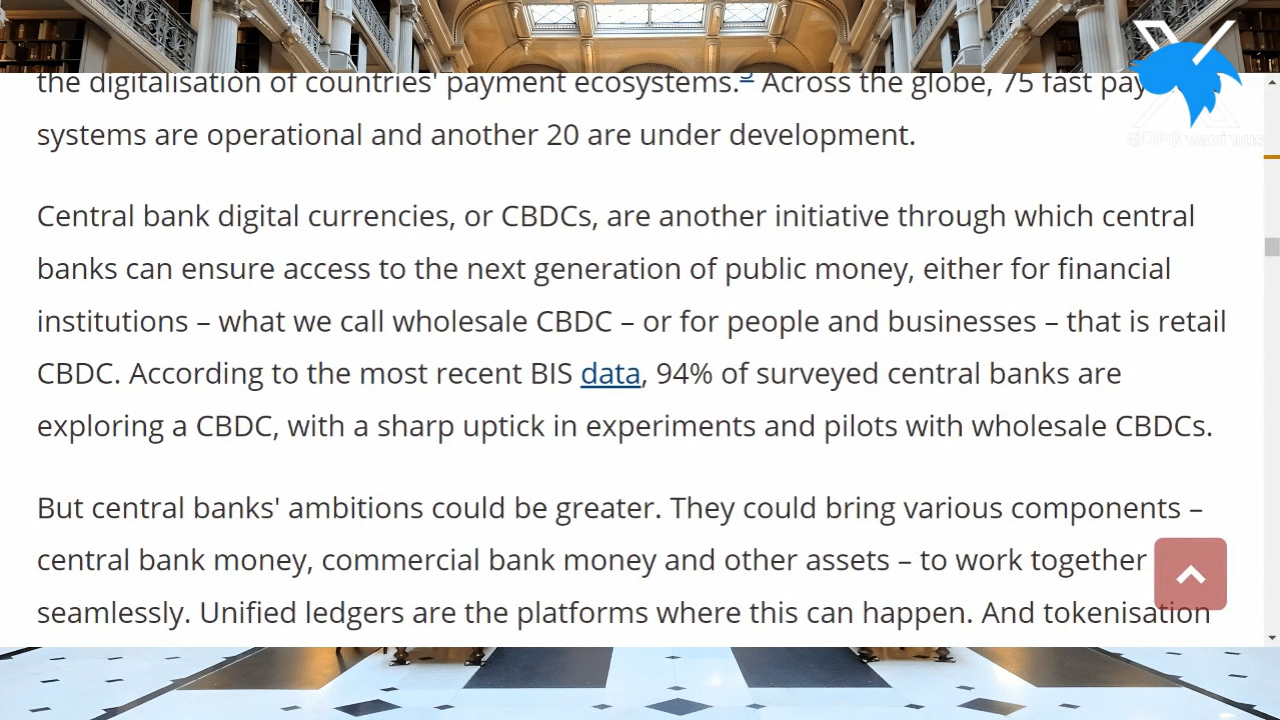 the digitalisation of countries' payment ecosystems.⁵ Across the globe, 75 fast
systems are operational and another 20 are under development.
Central bank digital currencies, or CBDCs, are another initiative through which central
banks can ensure access to the next generation of public money, either for financial
institutions – what we call wholesale CBDC – or for people and businesses – that is retail
CBDC. According to the most recent BIS data, 94% of surveyed central banks are
exploring a CBDC, with a sharp uptick in experiments and pilots with wholesale CBDCs.
But central banks' ambitions could be greater. They could bring various components –
central bank money, commercial bank money and other assets – to work together
seamlessly. Unified ledgers are the platforms where this can happen. And tokenisation